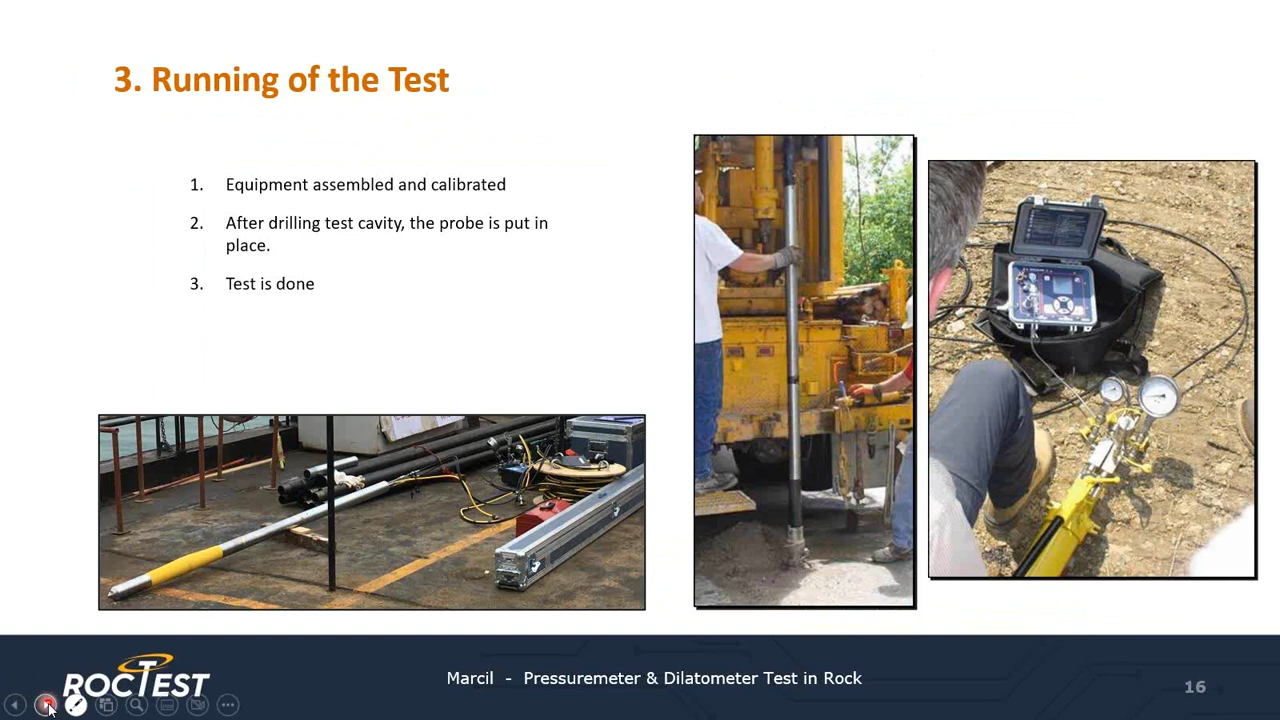 3. Running of the Test
1. Equipment assembled and calibrated
2. After drilling test cavity, the probe is put in
place.
3. Test is done
ROCTEST
Marcil - Pressuremeter & Dilatometer Test in Rock
16